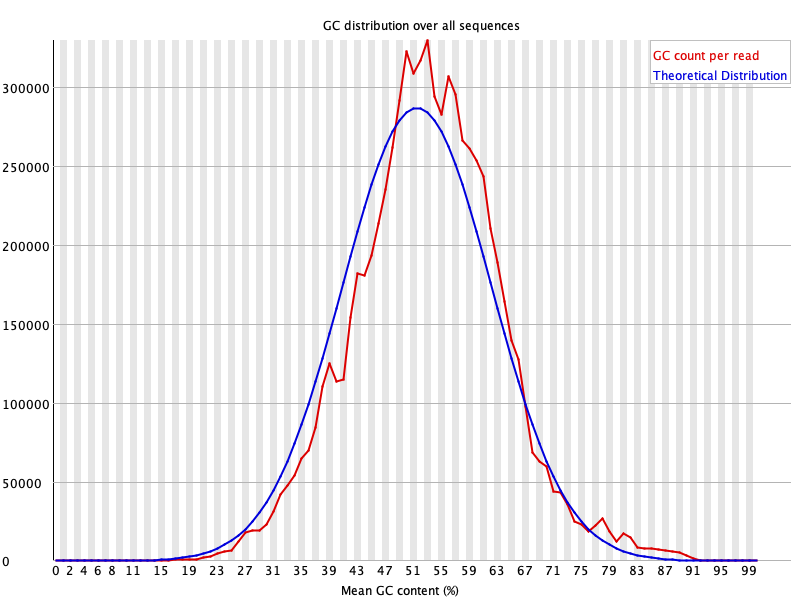 GC distribution over all sequences
GC count per read
Theoretical Distribution
300000
250000
200000
150000
100000
50000
0
0 2 4 6 8 11 15 19 23 27 31 35 39 43 47 51 55 59 63 67 71 75 79 83 87 91 95 99
Mean GC content (%)